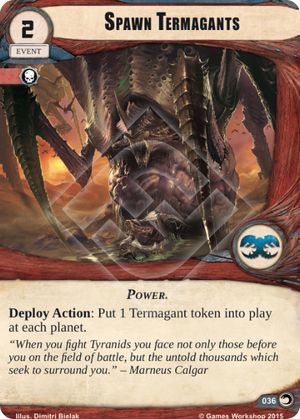 Spawn Termagants
2
EVENT
Power.
Deploy Action: Put 1 Termagant token into play
at each planet.
“When you fight Tyranids you face not only those before
you on the field of battle, but the untold thousands which
seek to surround you.” – Marneus Calgar
036
Illus. Dimitri Bielak
© Games Workshop 2015